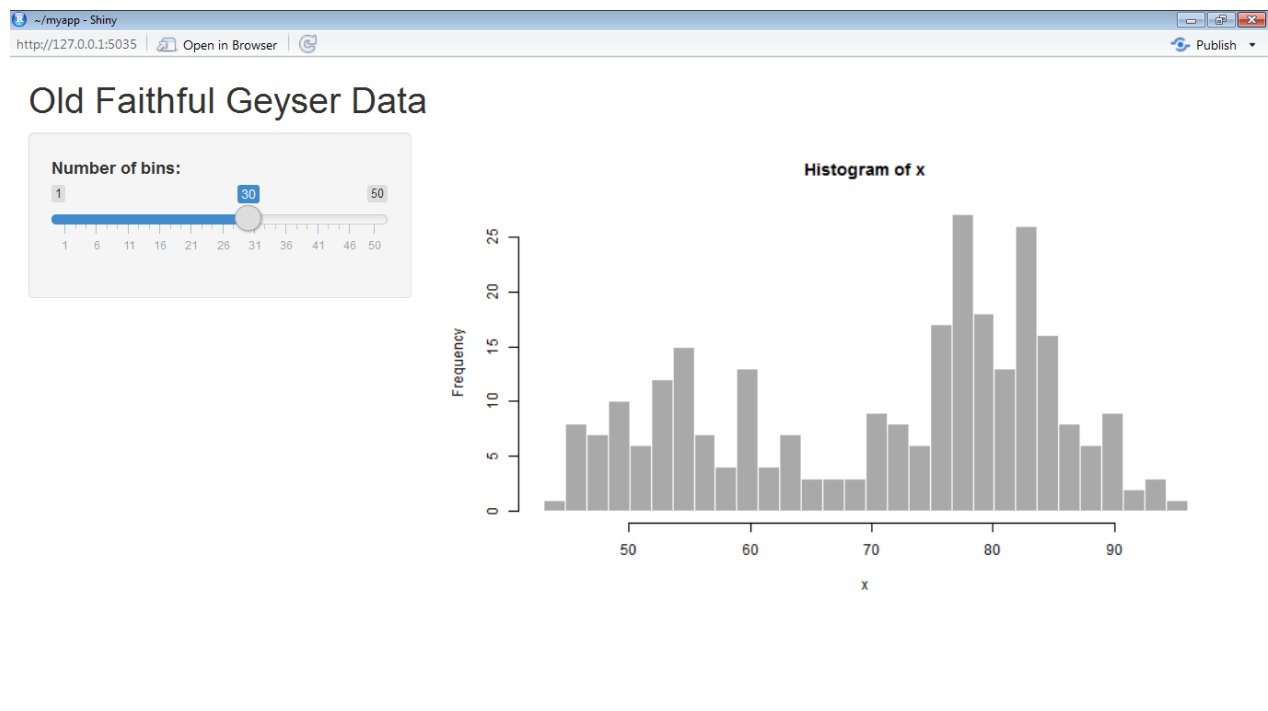 ~/myapp - Shiny
http://127.0.0.1:5035 Open in Browser Publish
Old Faithful Geyser Data
Number of bins:
1 30 50
1 6 11 16 21 26 31 36 41 46 50
Histogram of x
Frequency
25
20
15
10
5
0
50 60 70 80 90
x